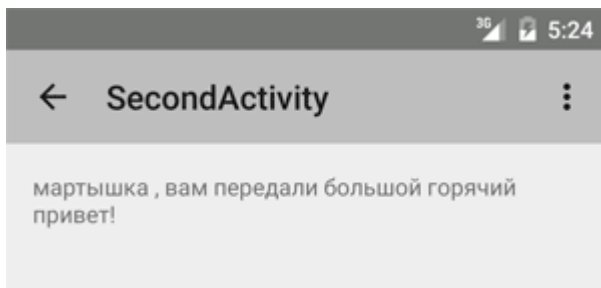 3G 5:24
SecondActivity
мартышка , вам передали большой горячий
привет!